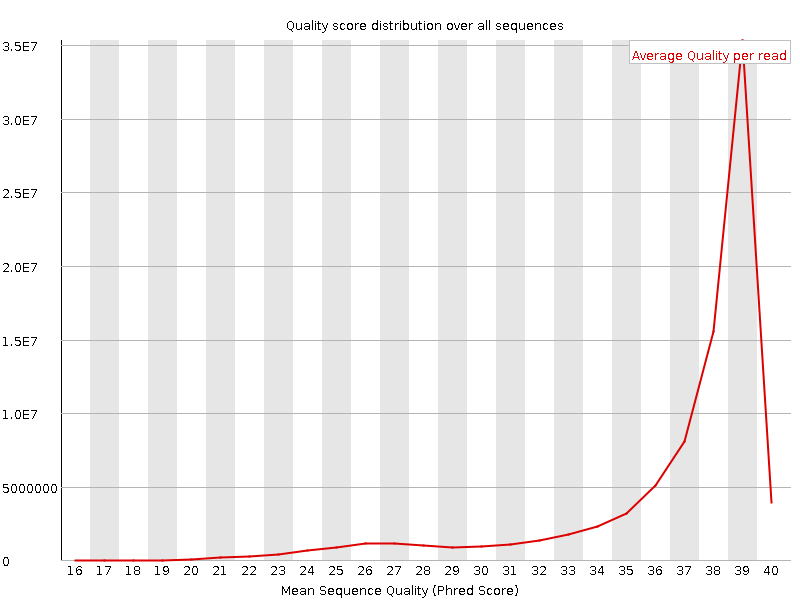 Quality score distribution over all sequences
Average Quality per read
3.5E7
3.0E7
2.5E7
2.0E7
1.5E7
1.0E7
5000000
0
16 17 18 19 20 21 22 23 24 25 26 27 28 29 30 31 32 33 34 35 36 37 38 39 40
Mean Sequence Quality (Phred Score)